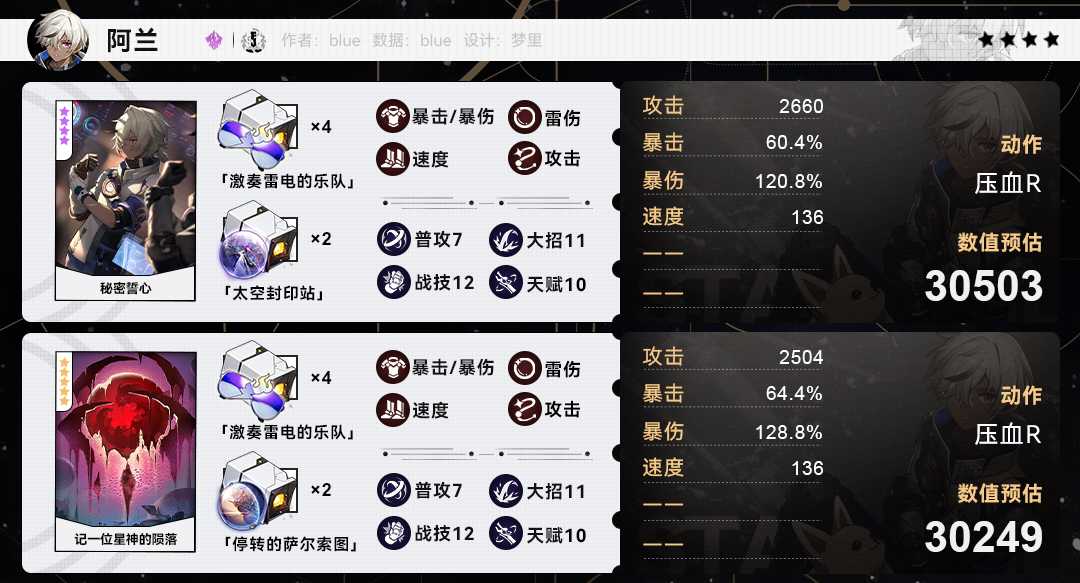 阿兰
5
作者：blue 数据：blue 设计：梦里
秘密誓心
×4
「激奏雷电的乐队」
×2
「太空封印站」
暴击/暴伤
雷伤
速度
攻击
普攻7
大招11
战技12
天赋10
攻击 2660
暴击 60.4%
暴伤 120.8%
速度 136
——
——
动作
压血R
数值预估
30503
记一位星神的陨落
×4
「激奏雷电的乐队」
×2
「停转的萨尔索图」
暴击/暴伤
雷伤
速度
攻击
普攻7
大招11
战技12
天赋10
攻击 2504
暴击 64.4%
暴伤 128.8%
速度 136
——
——
动作
压血R
数值预估
30249